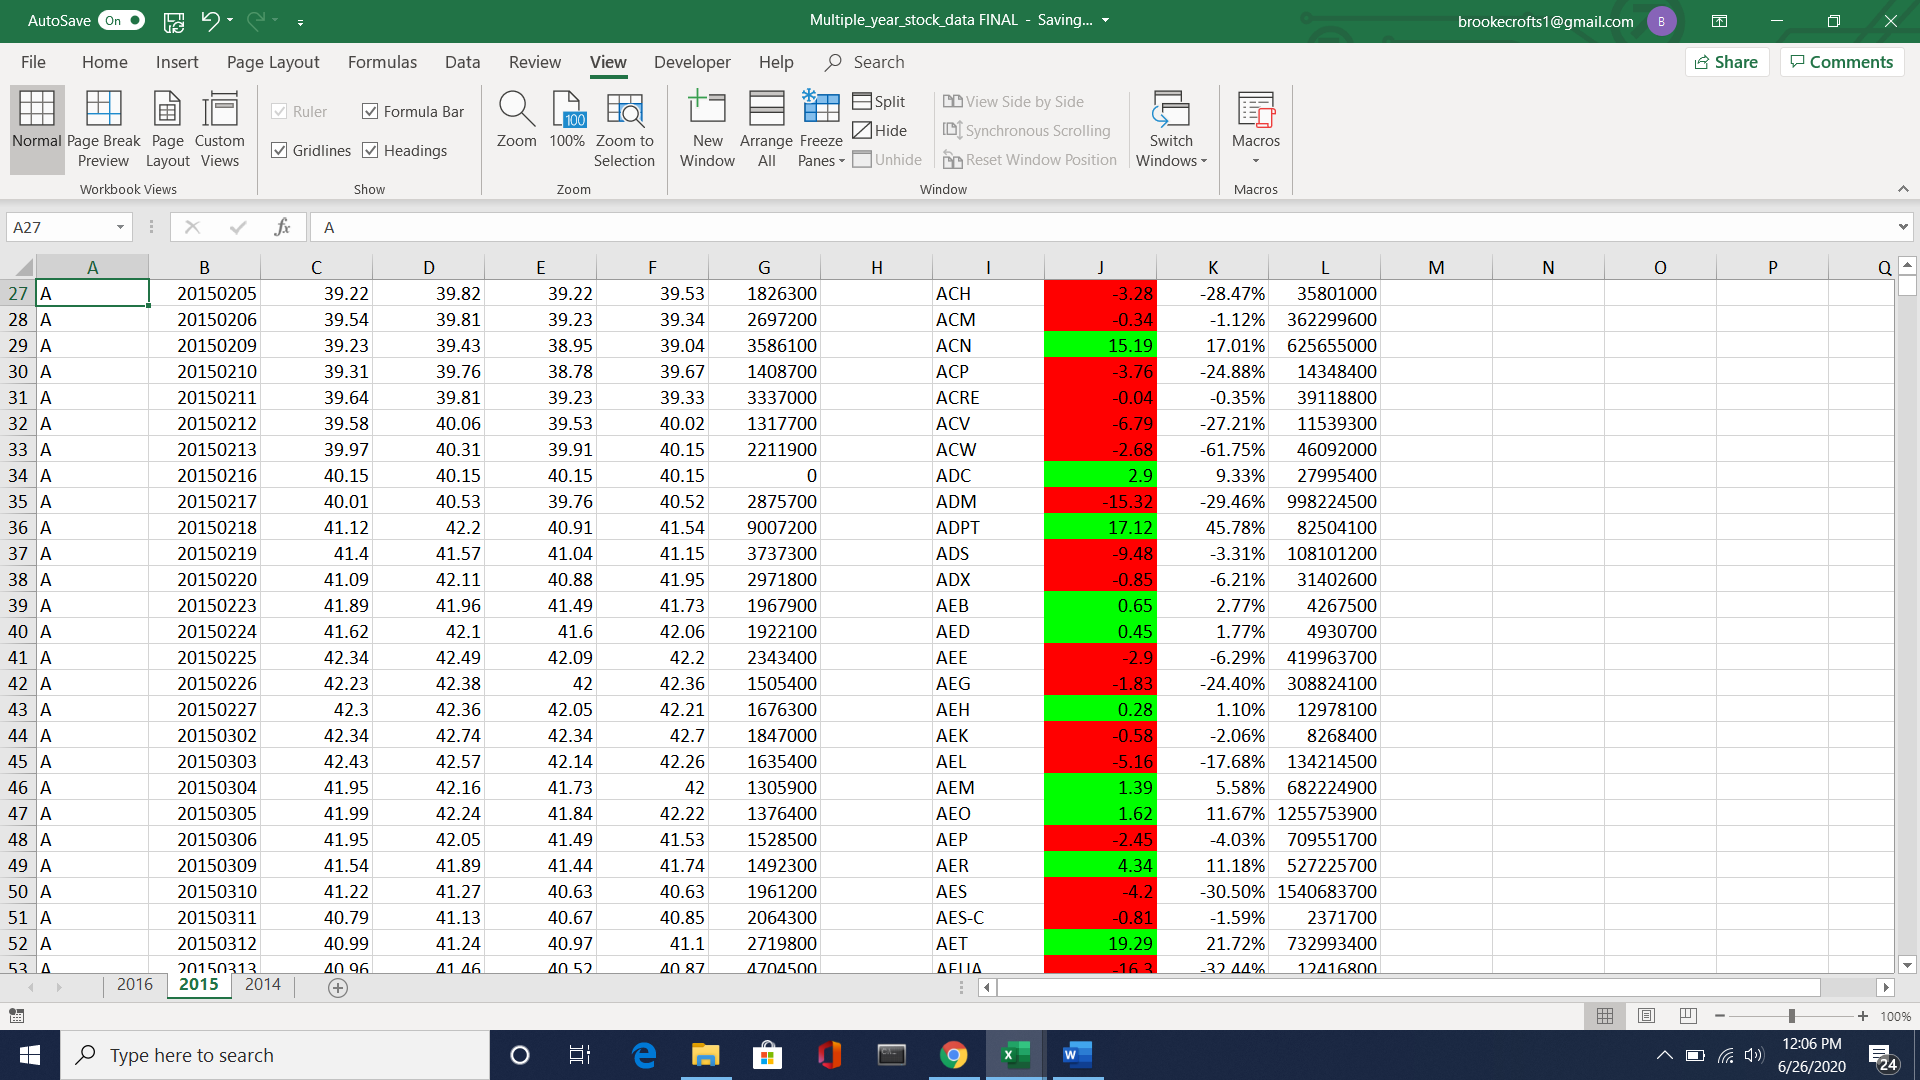 AutoSave On Multiple_year_stock_data FINAL - Saving... brookecrofts1@gmail.com B
File Home Insert Page Layout Formulas Data Review View Developer Help Search Share Comments
Normal Page Break Preview Page Layout Custom Views
Workbook Views
Ruler Formula Bar
Gridlines Headings
Show
Zoom 100% Zoom to Selection
100
Zoom
New Window Arrange All Freeze Panes
Split View Side by Side
Hide Synchronous Scrolling
Unhide Reset Window Position
Switch Windows
Window
Macros
Macros
A27 fx A
A B C D E F G H I J K L M N O P Q
27 A 20150205 39.22 39.82 39.22 39.53 1826300 ACH -3.28 -28.47% 35801000
28 A 20150206 39.54 39.81 39.23 39.34 2697200 ACM -0.34 -1.12% 362299600
29 A 20150209 39.23 39.43 38.95 39.04 3586100 ACN 15.19 17.01% 625655000
30 A 20150210 39.31 39.76 38.78 39.67 1408700 ACP -3.76 -24.88% 14348400
31 A 20150211 39.64 39.81 39.23 39.33 3337000 ACRE -0.04 -0.35% 39118800
32 A 20150212 39.58 40.06 39.53 40.02 1317700 ACV -6.79 -27.21% 11539300
33 A 20150213 39.97 40.31 39.91 40.15 2211900 ACW -2.68 -61.75% 46092000
34 A 20150216 40.15 40.15 40.15 40.15 0 ADC 2.9 9.33% 27995400
35 A 20150217 40.01 40.53 39.76 40.52 2875700 ADM -15.32 -29.46% 998224500
36 A 20150218 41.12 42.2 40.91 41.54 9007200 ADPT 17.12 45.78% 82504100
37 A 20150219 41.4 41.57 41.04 41.15 3737300 ADS -9.48 -3.31% 108101200
38 A 20150220 41.09 42.11 40.88 41.95 2971800 ADX -0.85 -6.21% 31402600
39 A 20150223 41.89 41.96 41.49 41.73 1967900 AEB 0.65 2.77% 4267500
40 A 20150224 41.62 42.1 41.6 42.06 1922100 AED 0.45 1.77% 4930700
41 A 20150225 42.34 42.49 42.09 42.2 2343400 AEE -2.9 -6.29% 419963700
42 A 20150226 42.23 42.38 42 42.36 1505400 AEG -1.83 -24.40% 308824100
43 A 20150227 42.3 42.36 42.05 42.21 1676300 AEH 0.28 1.10% 12978100
44 A 20150302 42.34 42.74 42.34 42.7 1847000 AEK -0.58 -2.06% 8268400
45 A 20150303 42.43 42.57 42.14 42.26 1635400 AEL -5.16 -17.68% 134214500
46 A 20150304 41.95 42.16 41.73 42 1305900 AEM 1.39 5.58% 682224900
47 A 20150305 41.99 42.24 41.84 42.22 1376400 AEO 1.62 11.67% 1255753900
48 A 20150306 41.95 42.05 41.49 41.53 1528500 AEP -2.45 -4.03% 709551700
49 A 20150309 41.54 41.89 41.44 41.74 1492300 AER 4.34 11.18% 527225700
50 A 20150310 41.22 41.27 40.63 40.63 1961200 AES -4.2 -30.50% 1540683700
51 A 20150311 40.79 41.13 40.67 40.85 2064300 AES-C -0.81 -1.59% 2371700
52 A 20150312 40.99 41.24 40.97 41.1 2719800 AET 19.29 21.72% 732993400
53 A 20150313 40.96 41.46 40.52 40.87 4704500 AEUA -16.3 -32.44% 12416800
2016 2015 2014
100%
Type here to search 12:06 PM
6/26/2020 24